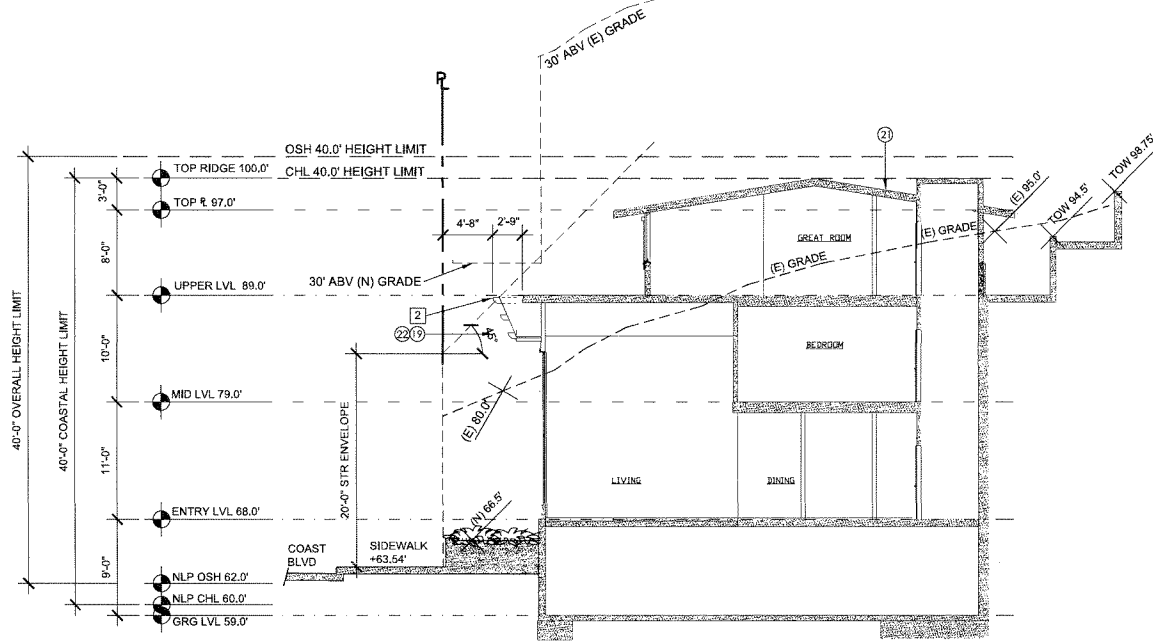 30' ABV (E) GRADE
PL
21
OSH 40.0' HEIGHT LIMIT
TOP RIDGE 100.0'
CHL 40.0' HEIGHT LIMIT
TOW 98.75'
3'-0"
(E) 95.0'
TOW 94.5'
TOP PL 97.0'
4'-8"
2'-9"
GREAT ROOM
(E) GRADE
8'-0"
(E) GRADE
30' ABV (N) GRADE
UPPER LVL 89.0'
2
22
19
45°
10'-0"
BEDROOM
40'-0" OVERALL HEIGHT LIMIT
40'-0" COASTAL HEIGHT LIMIT
MID LVL 79.0'
(E) 80.0'
20'-0" STR ENVELOPE
11'-0"
LIVING
DINING
(N) 66.5'
ENTRY LVL 68.0'
COAST
BLVD
SIDEWALK
+63.54'
9'-0"
NLP OSH 62.0'
NLP CHL 60.0'
GRG LVL 59.0'